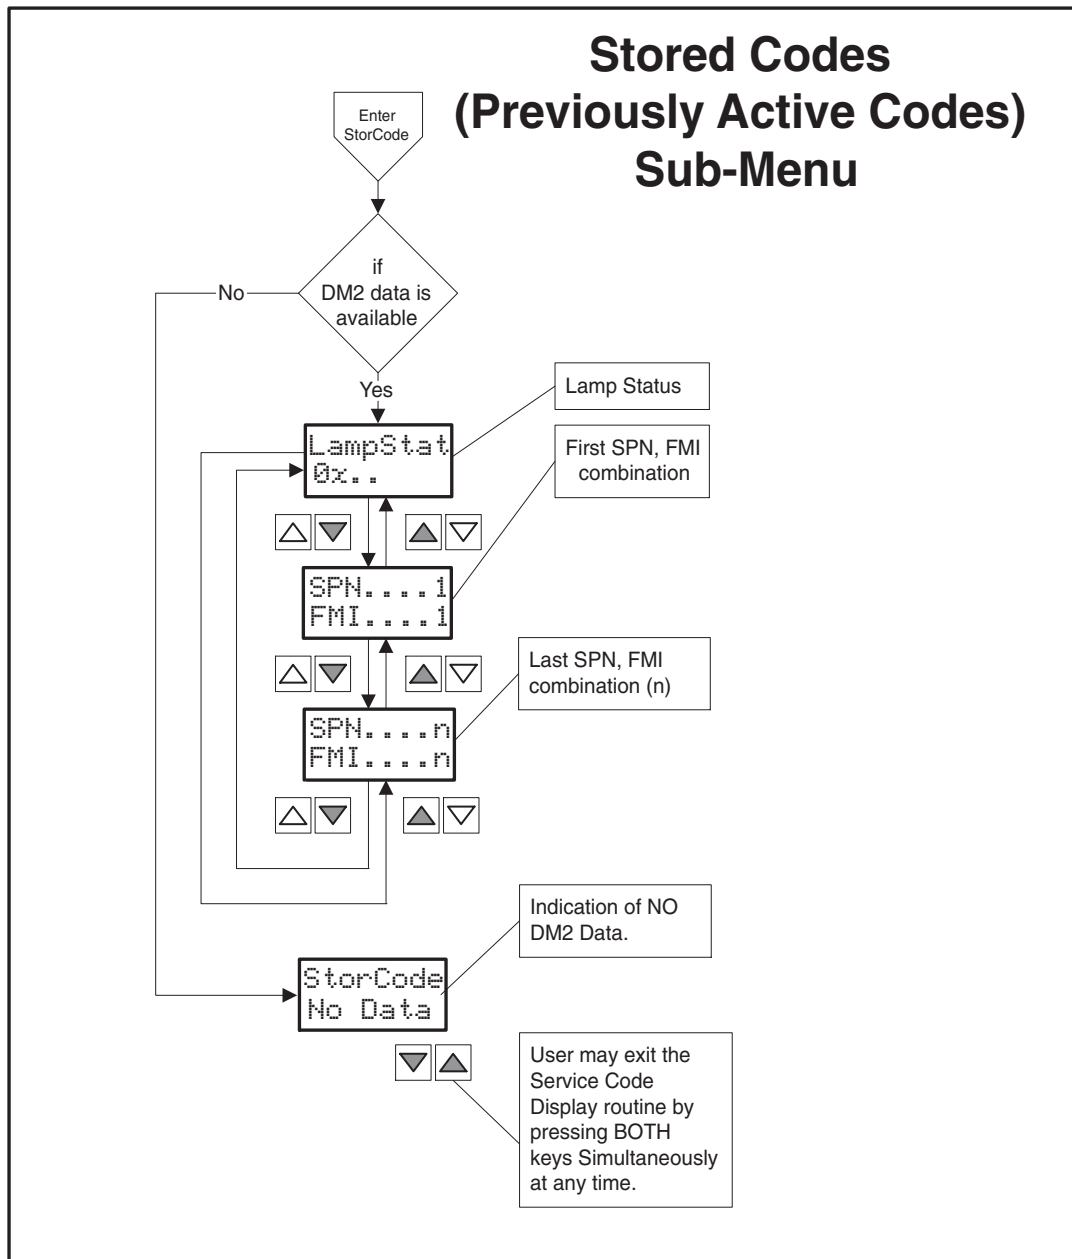 Stored Codes
(Previously Active Codes)
Sub-Menu
Enter
StorCode
if
DM2 data is
available
No
Yes
Lamp Status
LampStat
0x..
First SPN, FMI
combination
SPN....1
FMI....1
Last SPN, FMI
combination (n)
SPN....n
FMI....n
Indication of NO
DM2 Data.
StorCode
No Data
User may exit the
Service Code
Display routine by
pressing BOTH
keys Simultaneously
at any time.